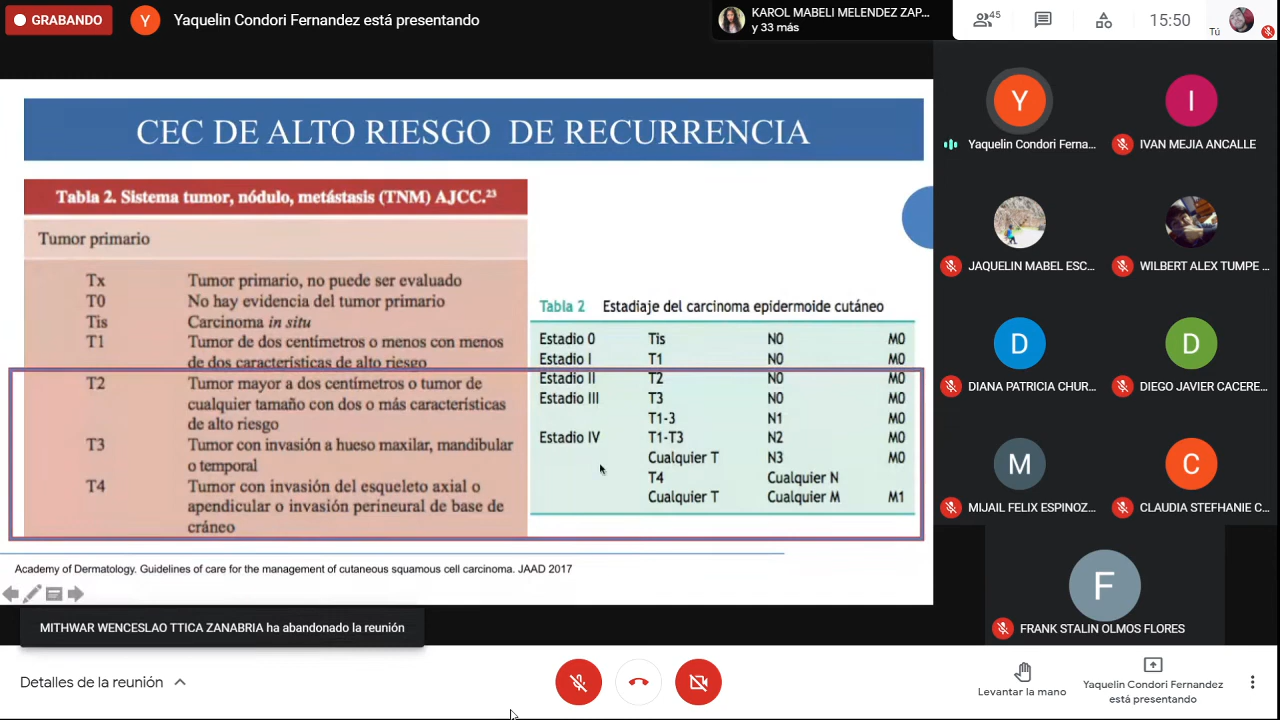 GRABANDO
Y
Yaquelin Condori Fernandez está presentando
KAROL MABELI MELENDEZ ZAP...
y 33 más
45
15:50
Tú
CEC DE ALTO RIESGO DE RECURRENCIA
Tabla 2. Sistema tumor, nódulo, metástasis (TNM) AJCC.23
Tumor primario
Tx Tumor primario, no puede ser evaluado
T0 No hay evidencia del tumor primario
Tis Carcinoma in situ
T1 Tumor de dos centímetros o menos con menos
de dos características de alto riesgo
T2 Tumor mayor a dos centímetros o tumor de
cualquier tamaño con dos o más características
de alto riesgo
T3 Tumor con invasión a hueso maxilar, mandibular
o temporal
T4 Tumor con invasión del esqueleto axial o
apendicular o invasión perineural de base de
cráneo
Tabla 2 Estadiaje del carcinoma epidermoide cutáneo
Estadio 0 Tis N0 M0
Estadio I T1 N0 M0
Estadio II T2 N0 M0
Estadio III T3 N0 M0
T1-3 N1 M0
Estadio IV T1-T3 N2 M0
Cualquier T N3 M0
T4 Cualquier N
Cualquier T Cualquier M M1
Academy of Dermatology. Guidelines of care for the management of cutaneous squamous cell carcinoma. JAAD 2017
MITHWAR WENCESLAO TTICA ZANABRIA ha abandonado la reunión
Y
Yaquelin Condori Ferna...
I
IVAN MEJIA ANCALLE
JAQUELIN MABEL ESC...
WILBERT ALEX TUMPE ...
D
DIANA PATRICIA CHUR...
D
DIEGO JAVIER CACERE...
M
MIJAIL FELIX ESPINOZ...
C
CLAUDIA STEFHANIE C...
F
FRANK STALIN OLMOS FLORES
Detalles de la reunión
Levantar la mano
Yaquelin Condori Fernandez
está presentando